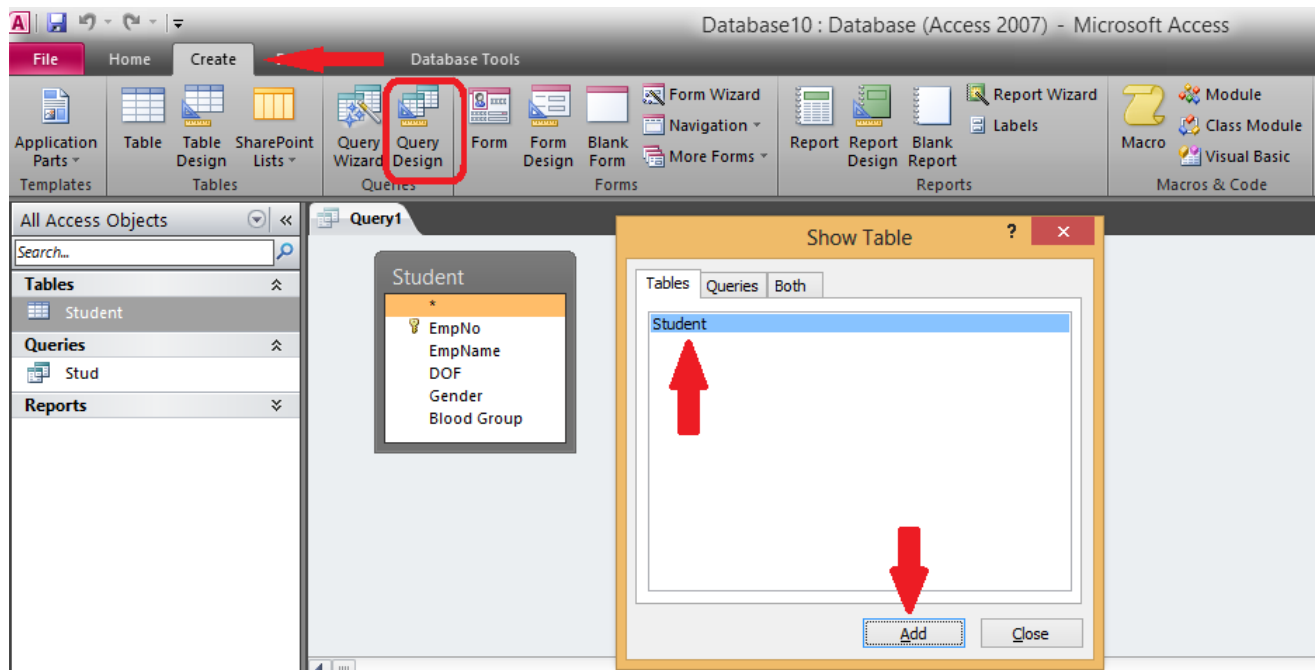 A
Database10 : Database (Access 2007) - Microsoft Access
File Home Create Database Tools
Application Parts
Table
Table Design
SharePoint Lists
Query Wizard
Query Design
Form
Form Design
Blank Form
Form Wizard
Navigation
More Forms
Report
Report Design
Blank Report
Report Wizard
Labels
Macro
Module
Class Module
Visual Basic
Templates Tables Queries Forms Reports Macros & Code
All Access Objects «
Search...
Tables
Student
Queries
Stud
Reports
Query1
Student
*
EmpNo
EmpName
DOF
Gender
Blood Group
Show Table ? ×
Tables Queries Both
Student
Add Close